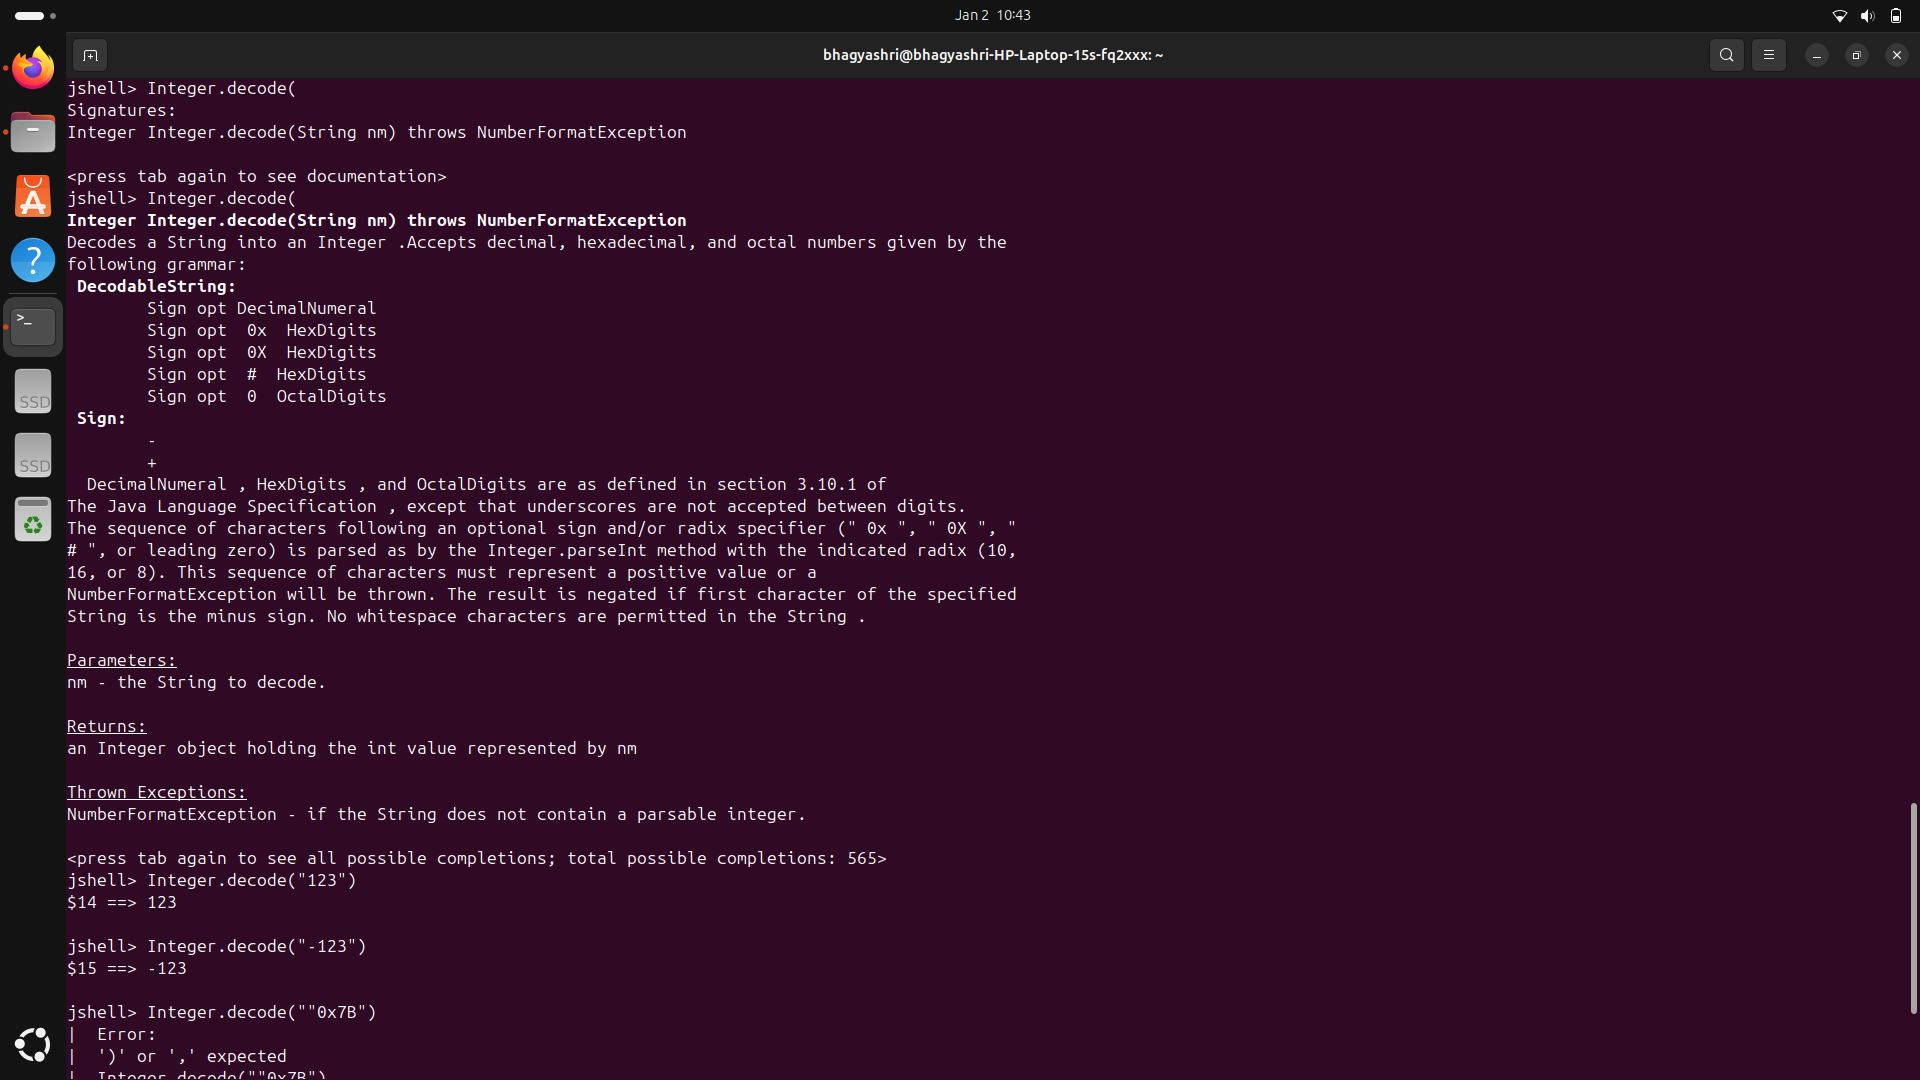 Jan 2 10:43
bhagyashri@bhagyashri-HP-Laptop-15s-fq2xxx: ~
jshell> Integer.decode(
Signatures:
Integer Integer.decode(String nm) throws NumberFormatException
<press tab again to see documentation>
jshell> Integer.decode(
Integer Integer.decode(String nm) throws NumberFormatException
Decodes a String into an Integer .Accepts decimal, hexadecimal, and octal numbers given by the
following grammar:
DecodableString:
Sign opt DecimalNumeral
Sign opt  0x  HexDigits
Sign opt  0X  HexDigits
Sign opt  #  HexDigits
Sign opt  0  OctalDigits
Sign:
-
+
DecimalNumeral , HexDigits , and OctalDigits are as defined in section 3.10.1 of
The Java Language Specification , except that underscores are not accepted between digits.
The sequence of characters following an optional sign and/or radix specifier (" 0x ", " 0X ", "
# ", or leading zero) is parsed as by the Integer.parseInt method with the indicated radix (10,
16, or 8). This sequence of characters must represent a positive value or a
NumberFormatException will be thrown. The result is negated if first character of the specified
String is the minus sign. No whitespace characters are permitted in the String .
Parameters:
nm - the String to decode.
Returns:
an Integer object holding the int value represented by nm
Thrown Exceptions:
NumberFormatException - if the String does not contain a parsable integer.
<press tab again to see all possible completions; total possible completions: 565>
jshell> Integer.decode("123")
$14 ==> 123
jshell> Integer.decode("-123")
$15 ==> -123
jshell> Integer.decode(""0x7B")
|  Error:
|  ')' or ',' expected
|  Integer.decode(""0x7B")
>_
SSD
SSD